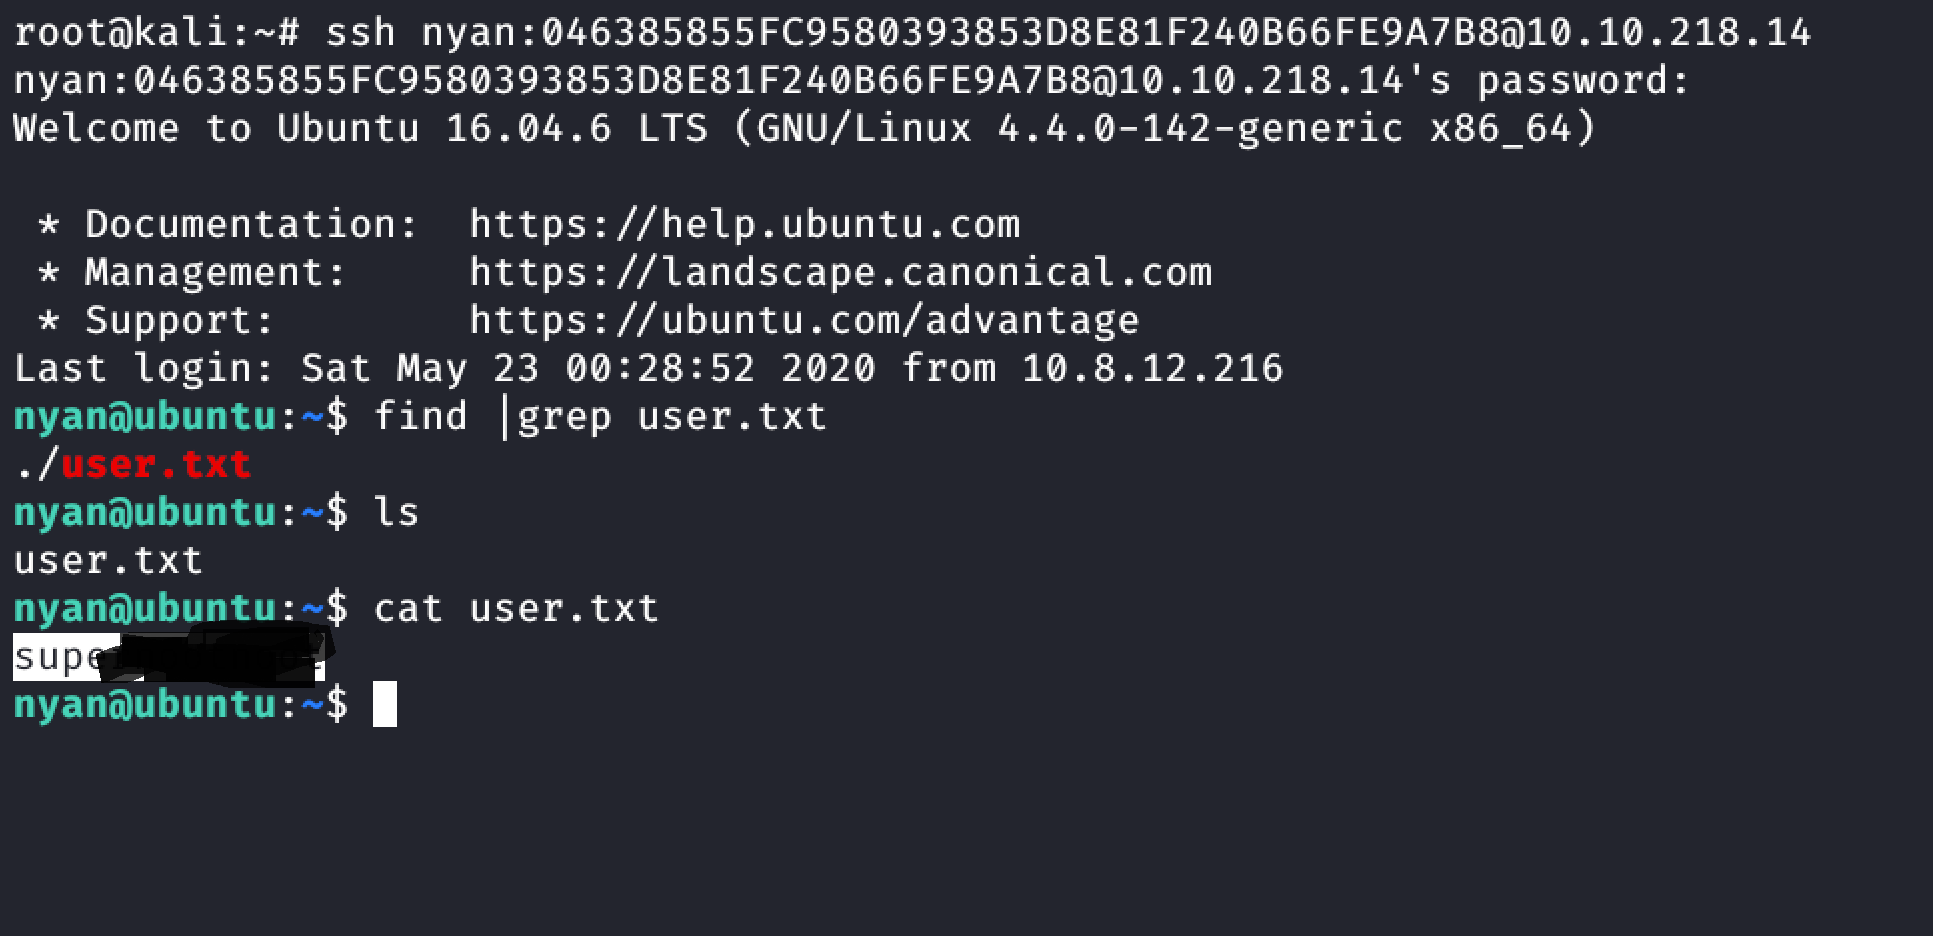 root@kali:~# ssh nyan:046385855FC9580393853D8E81F240B66FE9A7B8@10.10.218.14
nyan:046385855FC9580393853D8E81F240B66FE9A7B8@10.10.218.14's password:
Welcome to Ubuntu 16.04.6 LTS (GNU/Linux 4.4.0-142-generic x86_64)
* Documentation:  https://help.ubuntu.com
* Management:     https://landscape.canonical.com
* Support:        https://ubuntu.com/advantage
Last login: Sat May 23 00:28:52 2020 from 10.8.12.216
nyan@ubuntu:~$ find |grep user.txt
./user.txt
nyan@ubuntu:~$ ls
user.txt
nyan@ubuntu:~$ cat user.txt
nyan@ubuntu:~$